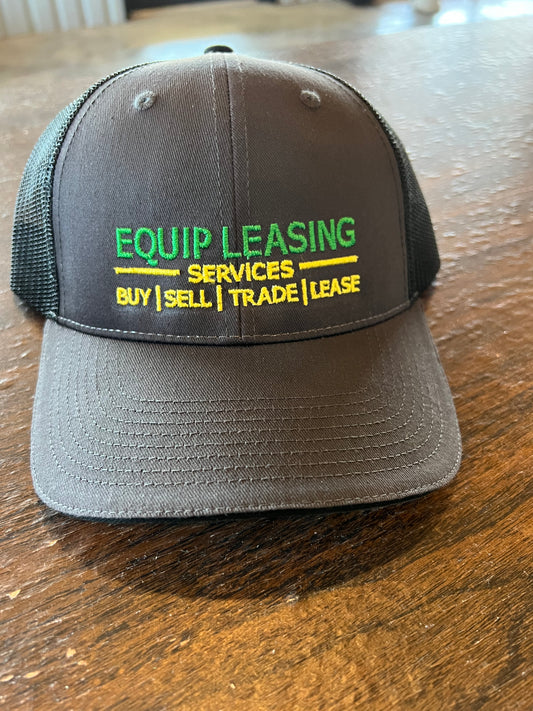 EQUIP LEASING
SERVICES
BUY | SELL | TRADE | LEASE